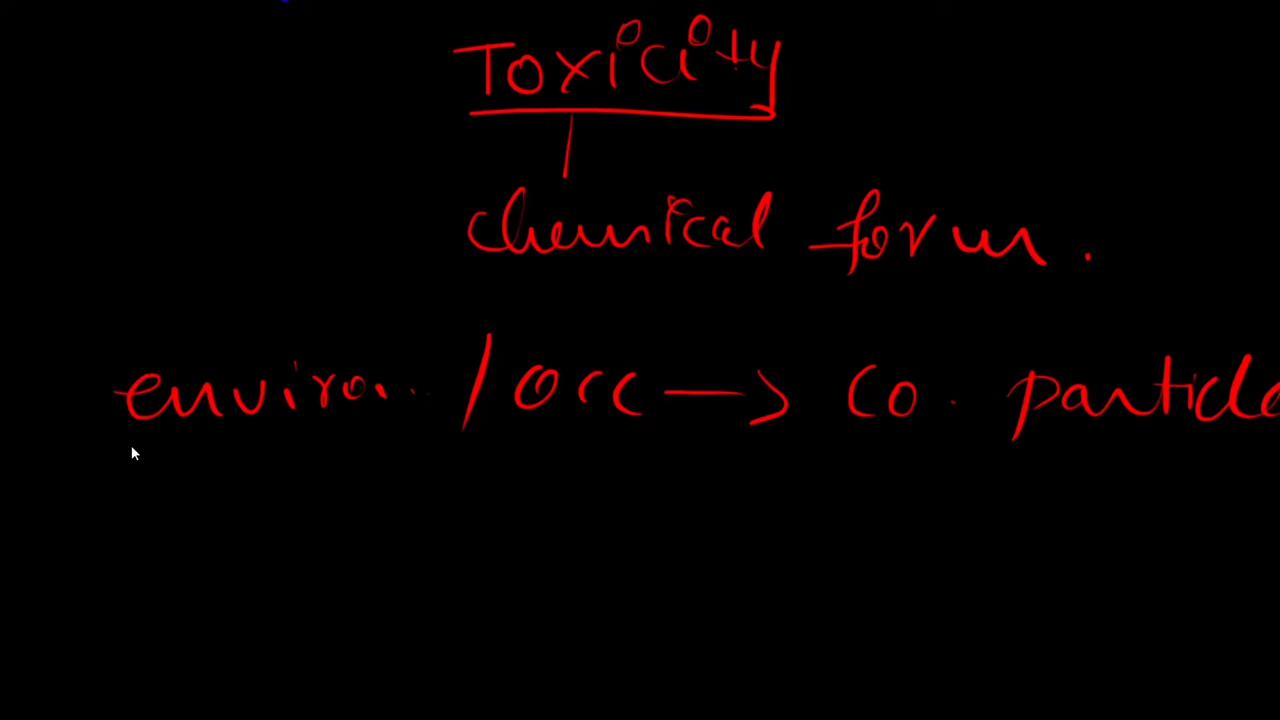 Toxicity
chemical form.
environ.. / Occ → Co. particle